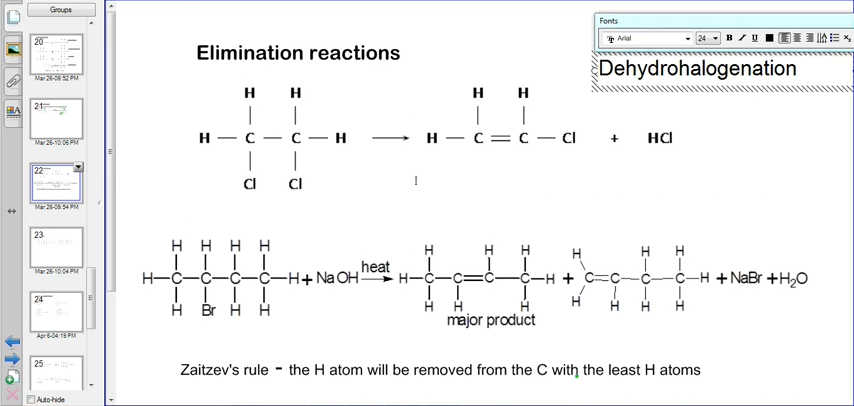 Groups
20
Mar 26-09:52 PM
21
Mar 26-10:06 PM
22
Mar 26-09:54 PM
23
Mar 26-10:04 PM
24
Apr 6-04:19 PM
25
Auto-hide
Fonts
Arial 24 B I U
Dehydrohalogenation
Elimination reactions
H H H H
H — C — C — H → H — C = C — Cl + HCl
Cl Cl
H H H H H H H H H
H—C—C—C—C—H + NaOH heat H—C—C=C—C—H + C=C—C—C—H + NaBr + H₂O
H Br H H H H H H H H H
major product
Zaitzev's rule - the H atom will be removed from the C with the least H atoms